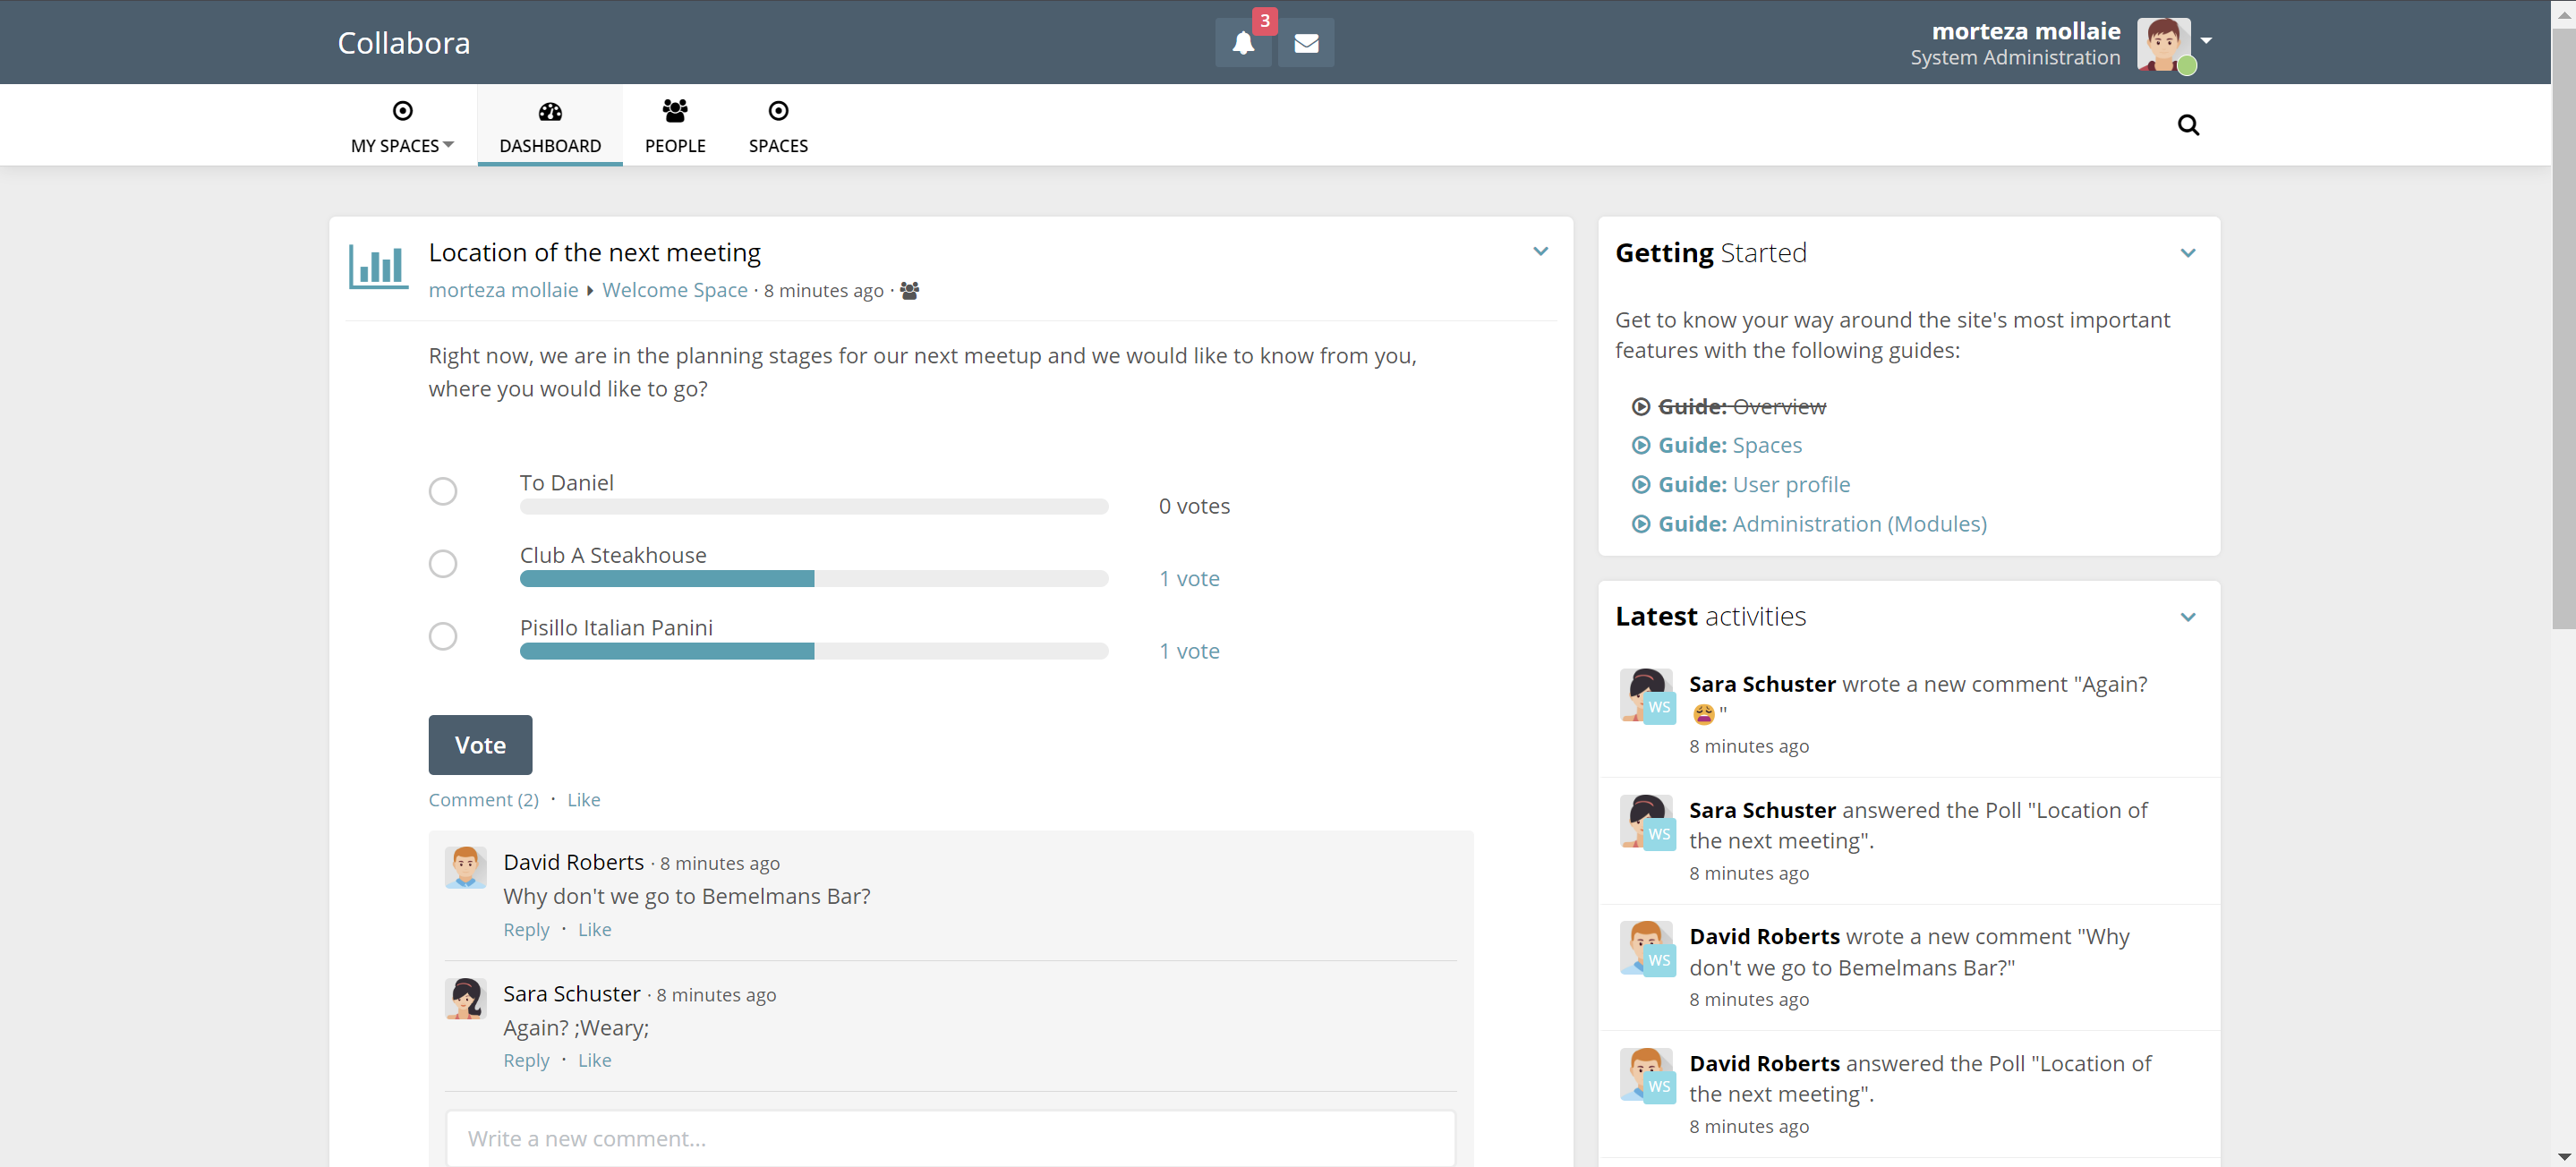 Collabora
3
morteza mollaie
System Administration
MY SPACES
DASHBOARD
PEOPLE
SPACES
Location of the next meeting
morteza mollaie Welcome Space · 8 minutes ago ·
Right now, we are in the planning stages for our next meetup and we would like to know from you,
where you would like to go?
To Daniel
0 votes
Club A Steakhouse
1 vote
Pisillo Italian Panini
1 vote
Vote
Comment (2) · Like
David Roberts · 8 minutes ago
Why don't we go to Bemelmans Bar?
Reply · Like
Sara Schuster · 8 minutes ago
Again? ;Weary;
Reply · Like
Write a new comment...
Getting Started
Get to know your way around the site's most important
features with the following guides:
Guide: Overview
Guide: Spaces
Guide: User profile
Guide: Administration (Modules)
Latest activities
WS
Sara Schuster wrote a new comment "Again?
😩"
8 minutes ago
WS
Sara Schuster answered the Poll "Location of
the next meeting".
8 minutes ago
WS
David Roberts wrote a new comment "Why
don't we go to Bemelmans Bar?"
8 minutes ago
WS
David Roberts answered the Poll "Location of
the next meeting".
8 minutes ago